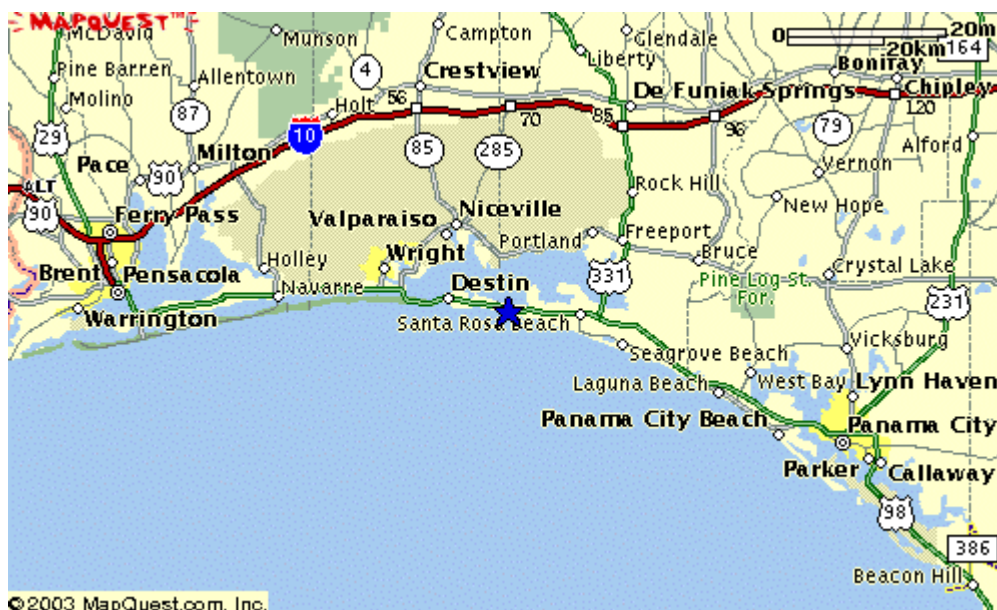 MAPQUEST™
McDavid
Munson
Campton
Glendale
0 20m
20km
164
Pine Barren
Allentown
4
Liberty
Bonifay
Crestview
Molino
87
Holt
56
De Funiak Springs
Chipley
120
29
10
70
85
96
79
Alford
Pace
90
Milton
85
285
Vernon
ALT
90
Rock Hill
New Hope
Ferry Pass
Valparaiso
Niceville
Portland
Freeport
Brent
Pensacola
Holley
Wright
Bruce
Crystal Lake
331
Pine Log St.
For.
231
Navarre
Destin
Warrington
Santa Rosa Beach
Vicksburg
Seagrove Beach
Laguna Beach
West Bay
Lynn Haven
Panama City Beach
Panama City
Parker
Callaway
98
386
Beacon Hill
©2003 MapQuest.com, Inc.